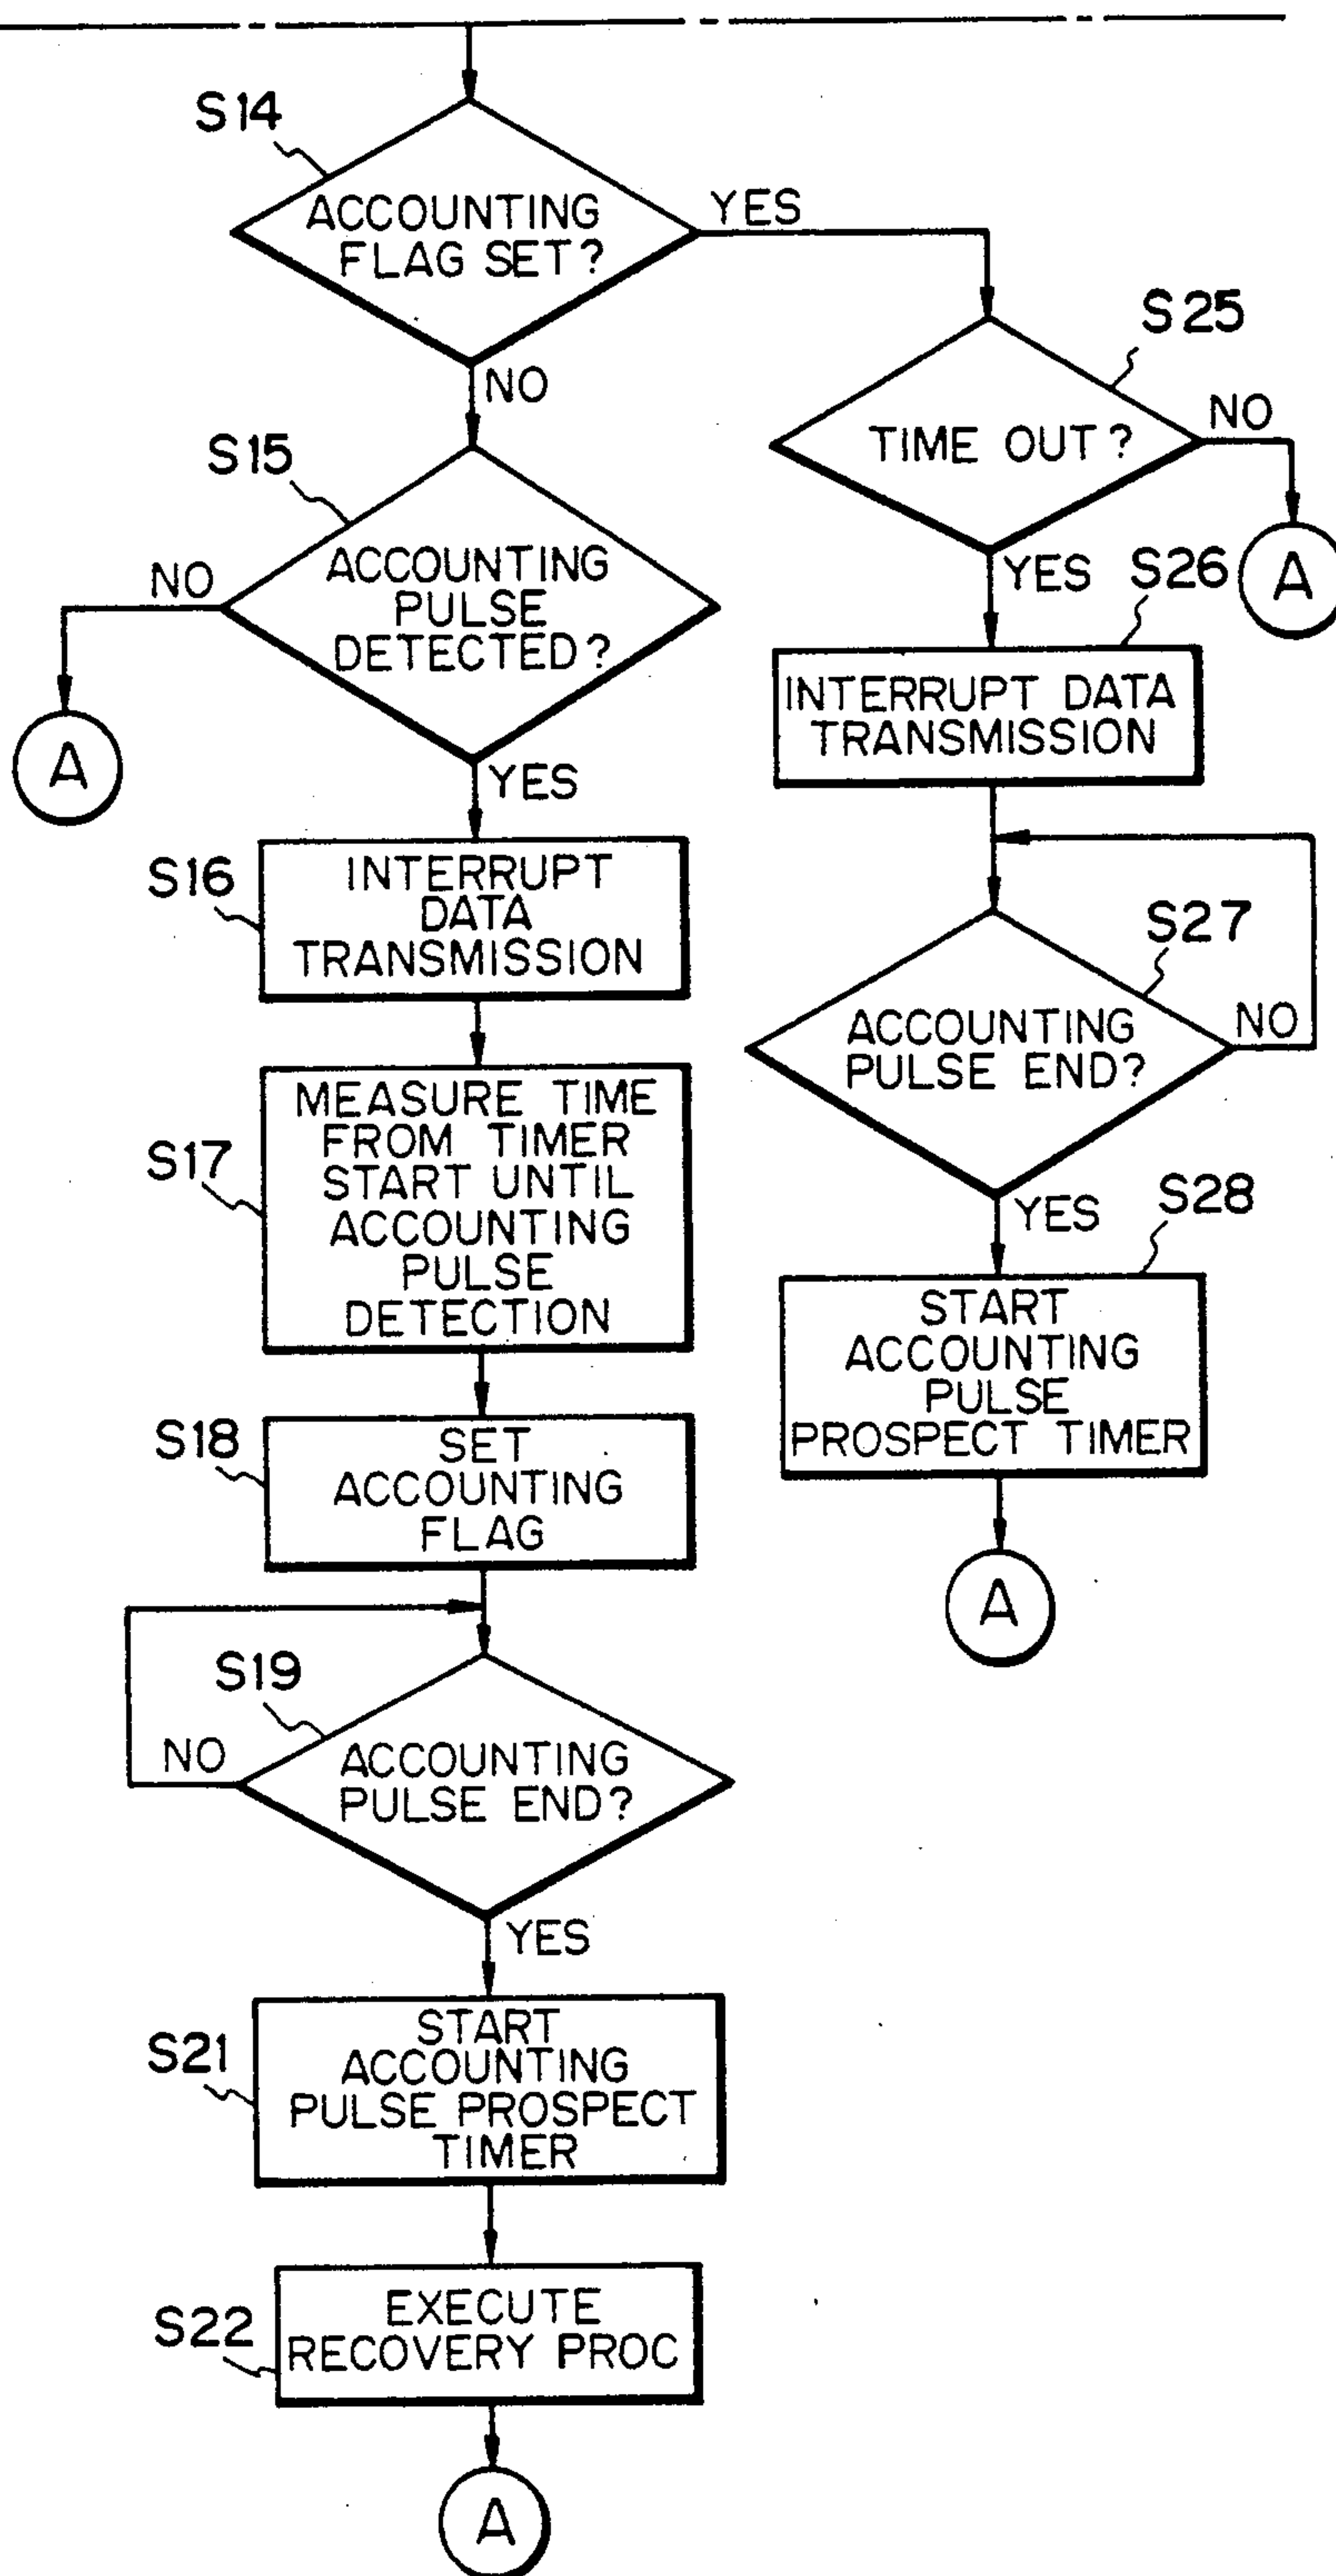 S14
ACCOUNTING
FLAG SET?
YES
NO
S25
TIME OUT?
NO
A
YES
S15
ACCOUNTING
PULSE
DETECTED?
NO
A
YES
S26
INTERRUPT DATA
TRANSMISSION
S16
INTERRUPT
DATA
TRANSMISSION
S27
ACCOUNTING
PULSE END?
NO
YES
S17
MEASURE TIME
FROM TIMER
START UNTIL
ACCOUNTING
PULSE
DETECTION
S28
START
ACCOUNTING
PULSE
PROSPECT TIMER
A
S18
SET
ACCOUNTING
FLAG
S19
ACCOUNTING
PULSE END?
NO
YES
S21
START
ACCOUNTING
PULSE PROSPECT
TIMER
S22
EXECUTE
RECOVERY PROC
A